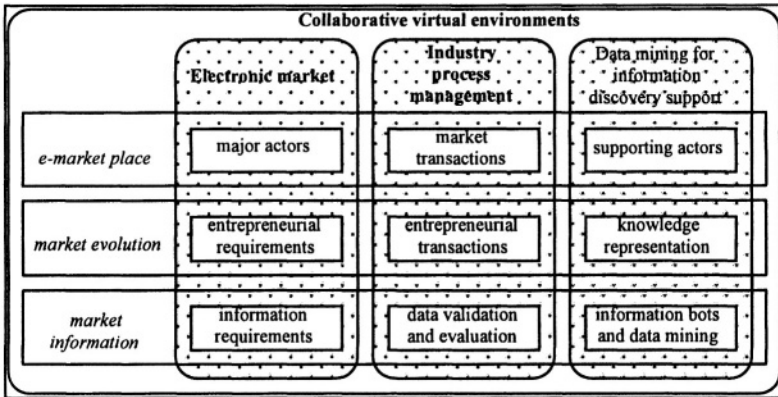 Collaborative virtual environments
Electronic market
Industry
process
management
Data mining for
information
discovery support
e-market place
major actors
market
transactions
supporting actors
market evolution
entrepreneurial
requirements
entrepreneurial
transactions
knowledge
representation
market
information
information
requirements
data validation
and evaluation
information bots
and data mining